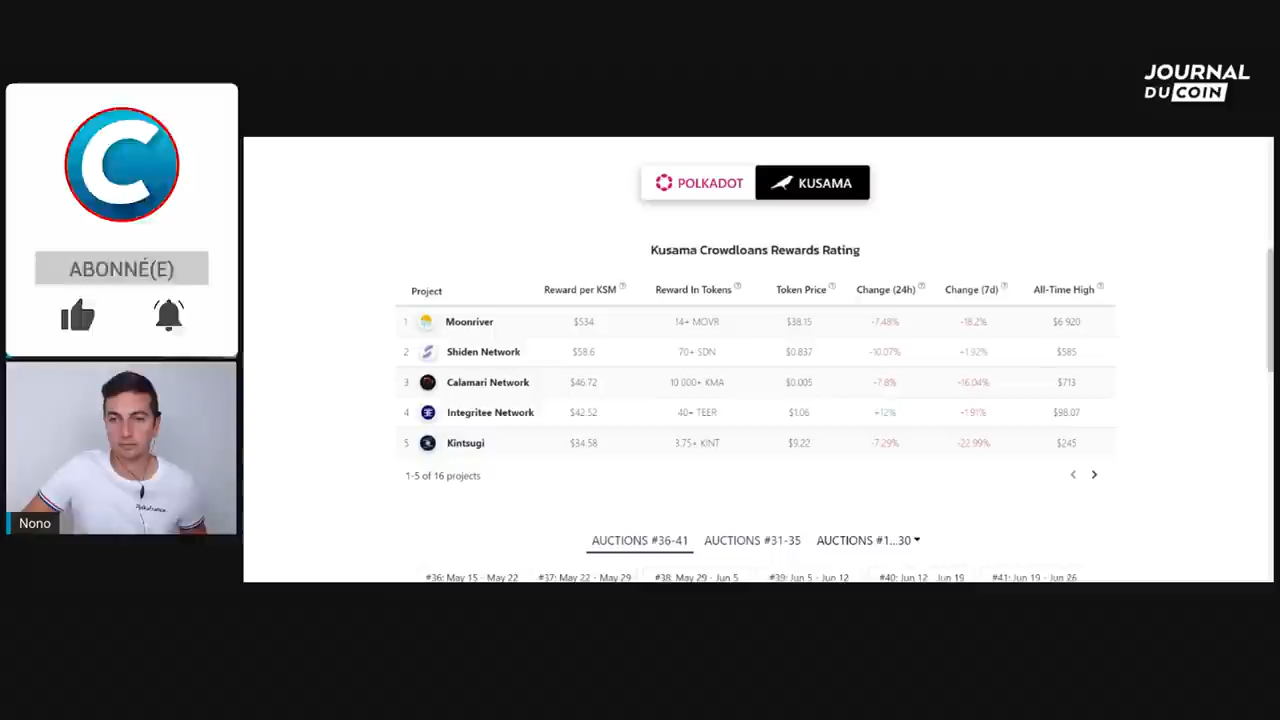 JOURNAL
DU COIN
C
ABONNÉ(E)
Nono
POLKADOT KUSAMA
Kusama Crowdloans Rewards Rating
Project Reward per KSM Reward In Tokens Token Price Change (24h) Change (7d) All-Time High
1 Moonriver $534 14+ MOVR $38.15 -7.48% -18.2% $6 920
2 Shiden Network $58.6 70+ SDN $0.837 -10.07% +1.92% $585
3 Calamari Network $46.72 10 000+ KMA $0.005 -7.8% -16.04% $713
4 Integritee Network $42.52 40+ TEER $1.06 +12% -1.91% $98.07
5 Kintsugi $34.58 3.75+ KINT $9.22 -7.29% -22.99% $245
1-5 of 16 projects
AUCTIONS #36-41 AUCTIONS #31-35 AUCTIONS #1...30
#36: May 15 - May 22 #37: May 22 - May 29 #38: May 29 - Jun 5 #39: Jun 5 - Jun 12 #40: Jun 12 Jun 19 #41: Jun 19 - Jun 26